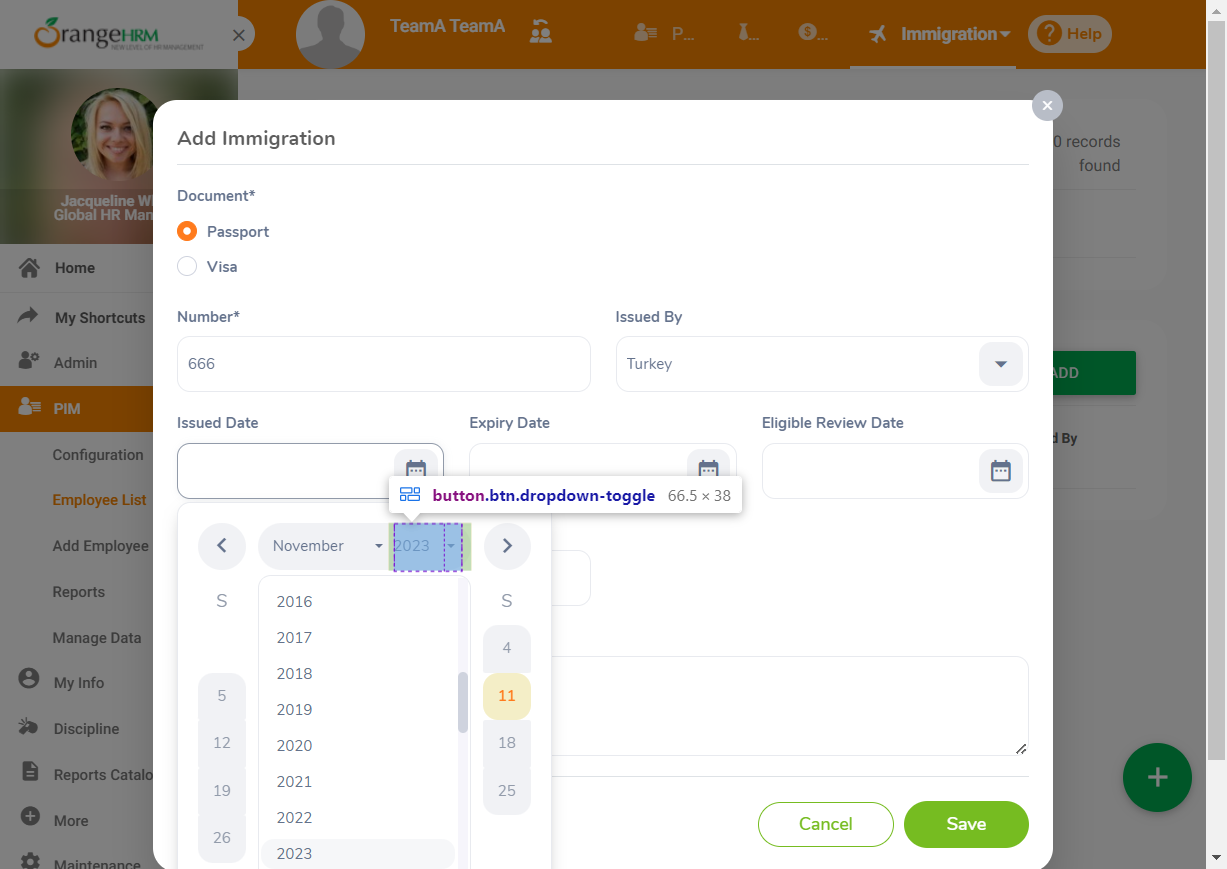 OrangeHRM
NEW LEVEL OF HR MANAGEMENT
TeamA TeamA
P...
...
$...
Immigration
? Help
Jacqueline W
Global HR Man
Home
My Shortcuts
Admin
PIM
Configuration
Employee List
Add Employee
Reports
Manage Data
My Info
Discipline
Reports Catalo
More
Maintenance
0 records
found
ADD
d By
Add Immigration
Document*
Passport
Visa
Number*
Issued By
666
Turkey
Issued Date
Expiry Date
Eligible Review Date
button.btn.dropdown-toggle 66.5 × 38
November
2023
S
S
2016
2017
2018
2019
2020
2021
2022
2023
5
12
19
26
4
11
18
25
Cancel
Save